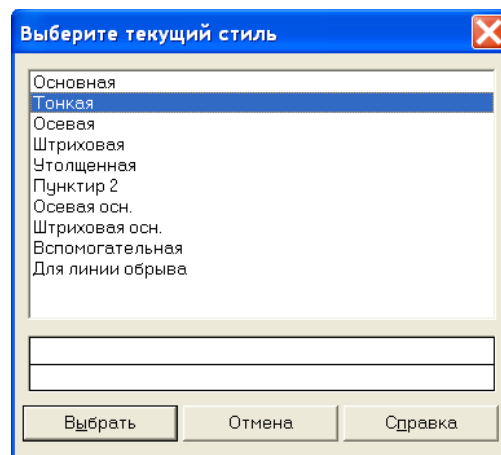 Выберите текущий стиль
Основная
Тонкая
Осевая
Штриховая
Утолщенная
Пунктир 2
Осевая осн.
Штриховая осн.
Вспомогательная
Для линии обрыва
Выбрать Отмена Справка